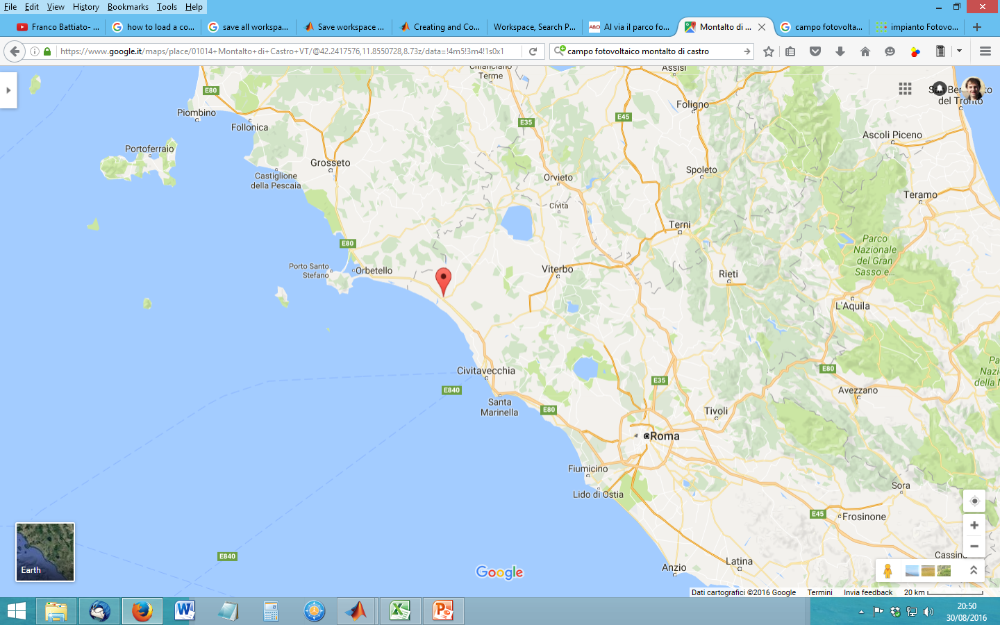 File Edit View History Bookmarks Tools Help
Franco Battiato- ...
how to load a co...
save all workspa...
Save workspace ...
Creating and Co...
Workspace, Search P...
A&O
Al via il parco fo...
Montalto di ...
campo fotovolta...
impianto Fotovo...
https://www.google.it/maps/place/01014+Montalto+di+Castro+VT/@42.2417576,11.8550728,8.73z/data=!4m5!3m4!1s0x1
campo fotovoltaico montalto di castro
Chianciano
Terme
Assisi
E80
Piombino
Follonica
E35
E45
Foligno
San Benedetto
del Tronto
Ascoli Piceno
Portoferraio
Grosseto
Castiglione
della Pescaia
Orvieto
Spoleto
Civita
Teramo
Terni
E80
Parco
Nazionale
del Gran
Sasso e...
Porto Santo
Stefano
Orbetello
Viterbo
Rieti
L'Aquila
Civitavecchia
E840
Santa
Marinella
E80
E35
E80
Avezzano
Tivoli
Roma
Fiumicino
Lido di Ostia
Sora
E45
Frosinone
E840
Anzio
Latina
Cassino
Earth
Google
Dati cartografici ©2016 Google Termini Invia feedback 20 km
20:50
30/08/2016